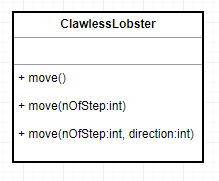 ClawlessLobster
+ move()
+ move(nOfStep:int)
+ move(nOfStep:int, direction:int)